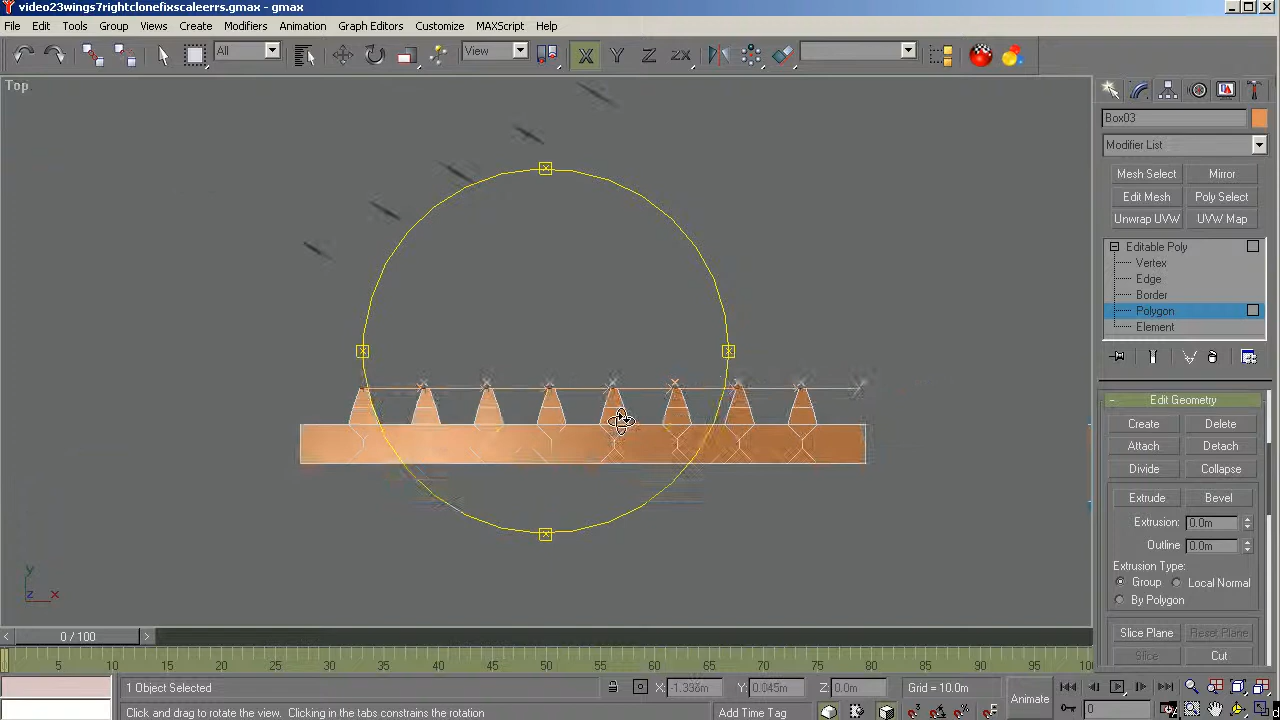 video23wings7rightclonefixscaleerrs.gmax - gmax
File Edit Tools Group Views Create Modifiers Animation Graph Editors Customize MAXScript Help
All View X Y Z ZX
Top
Box03
Modifier List
Mesh Select Mirror
Edit Mesh Poly Select
Unwrap UVW UVW Map
Editable Poly
Vertex
Edge
Border
Polygon
Element
Edit Geometry
Create Delete
Attach Detach
Divide Collapse
Extrude Bevel
Extrusion: 0.0m
Outline 0.0m
Extrusion Type:
Group Local Normal
By Polygon
Slice Plane Reset Plane
Slice Cut
y
z x
0 / 100
5 10 15 20 25 30 35 40 45 50 55 60 65 70 75 80 85 90 95 10
1 Object Selected X: -1.398m Y: 0.045m Z: 0.0m Grid = 10.0m Animate
Click and drag to rotate the view. Clicking in the tabs constrains the rotation Add Time Tag 0